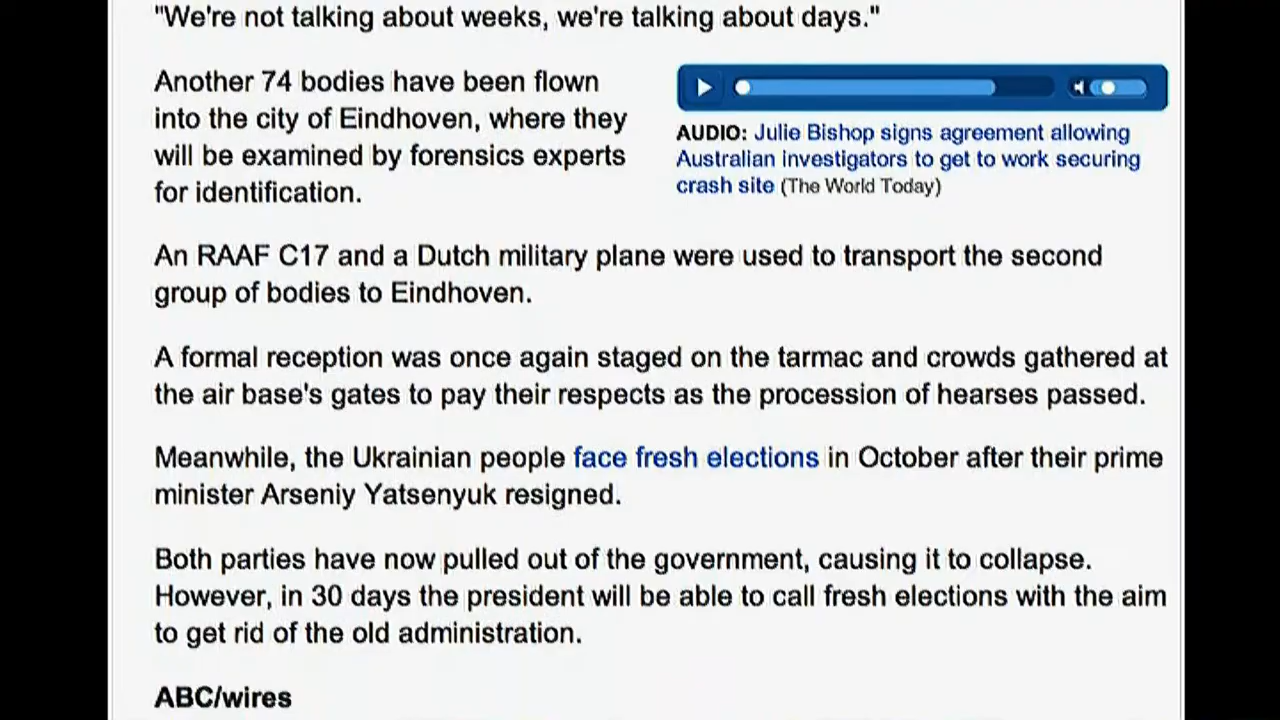 "We're not talking about weeks, we're talking about days."
Another 74 bodies have been flown
into the city of Eindhoven, where they
will be examined by forensics experts
for identification.
AUDIO: Julie Bishop signs agreement allowing
Australian investigators to get to work securing
crash site (The World Today)
An RAAF C17 and a Dutch military plane were used to transport the second
group of bodies to Eindhoven.
A formal reception was once again staged on the tarmac and crowds gathered at
the air base's gates to pay their respects as the procession of hearses passed.
Meanwhile, the Ukrainian people face fresh elections in October after their prime
minister Arseniy Yatsenyuk resigned.
Both parties have now pulled out of the government, causing it to collapse.
However, in 30 days the president will be able to call fresh elections with the aim
to get rid of the old administration.
ABC/wires